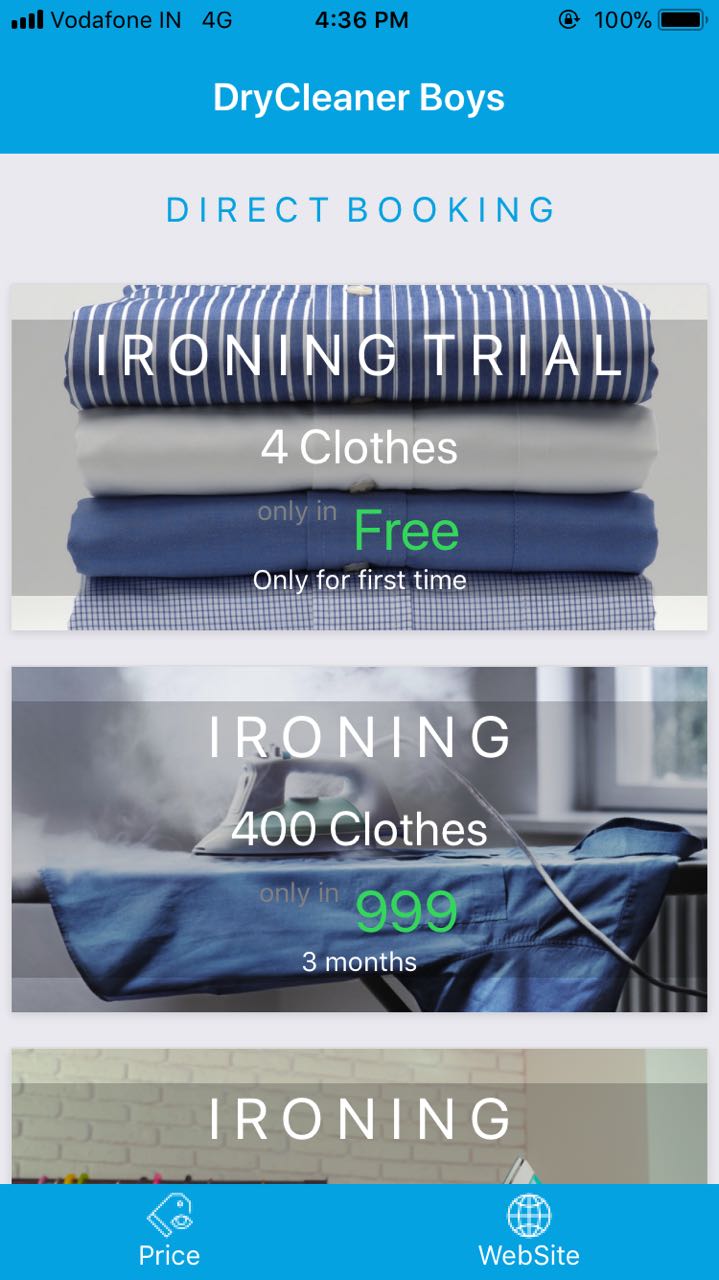 Vodafone IN 4G 4:36 PM 100%
DryCleaner Boys
DIRECT BOOKING
IRONING TRIAL
4 Clothes
only in Free
Only for first time
IRONING
400 Clothes
only in 999
3 months
IRONING
Price WebSite